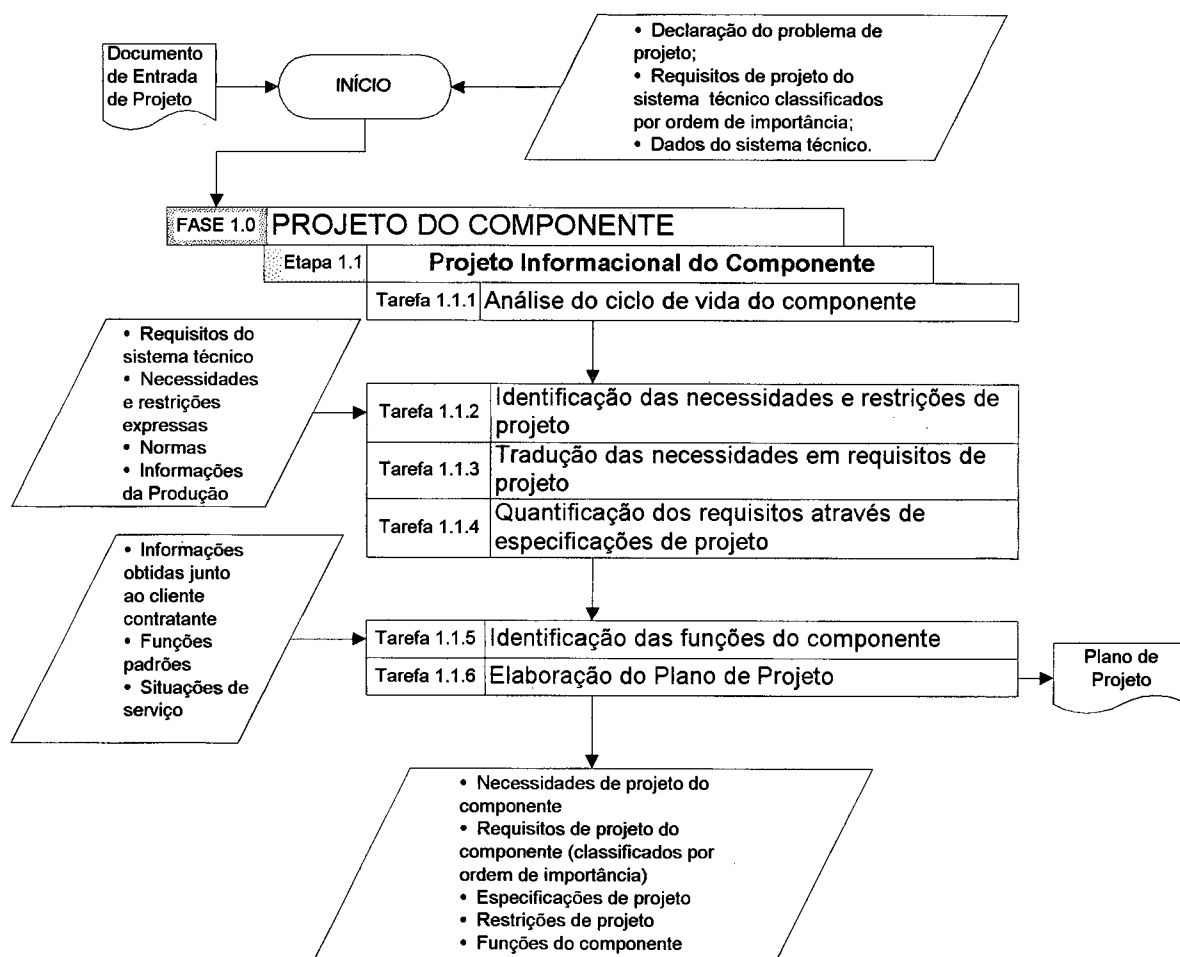 Documento
de Entrada
de Projeto
INÍCIO
• Declaração do problema de
projeto;
• Requisitos de projeto do
sistema técnico classificados
por ordem de importância;
• Dados do sistema técnico.
FASE 1.0 PROJETO DO COMPONENTE
Etapa 1.1 Projeto Informacional do Componente
Tarefa 1.1.1 Análise do ciclo de vida do componente
• Requisitos do
sistema técnico
• Necessidades
e restrições
expressas
• Normas
• Informações
da Produção
Tarefa 1.1.2 Identificação das necessidades e restrições de
projeto
Tarefa 1.1.3 Tradução das necessidades em requisitos de
projeto
Tarefa 1.1.4 Quantificação dos requisitos através de
especificações de projeto
• Informações
obtidas junto
ao cliente
contratante
• Funções
padrões
• Situações de
serviço
Tarefa 1.1.5 Identificação das funções do componente
Tarefa 1.1.6 Elaboração do Plano de Projeto
Plano de
Projeto
• Necessidades de projeto do
componente
• Requisitos de projeto do
componente (classificados por
ordem de importância)
• Especificações de projeto
• Restrições de projeto
• Funções do componente